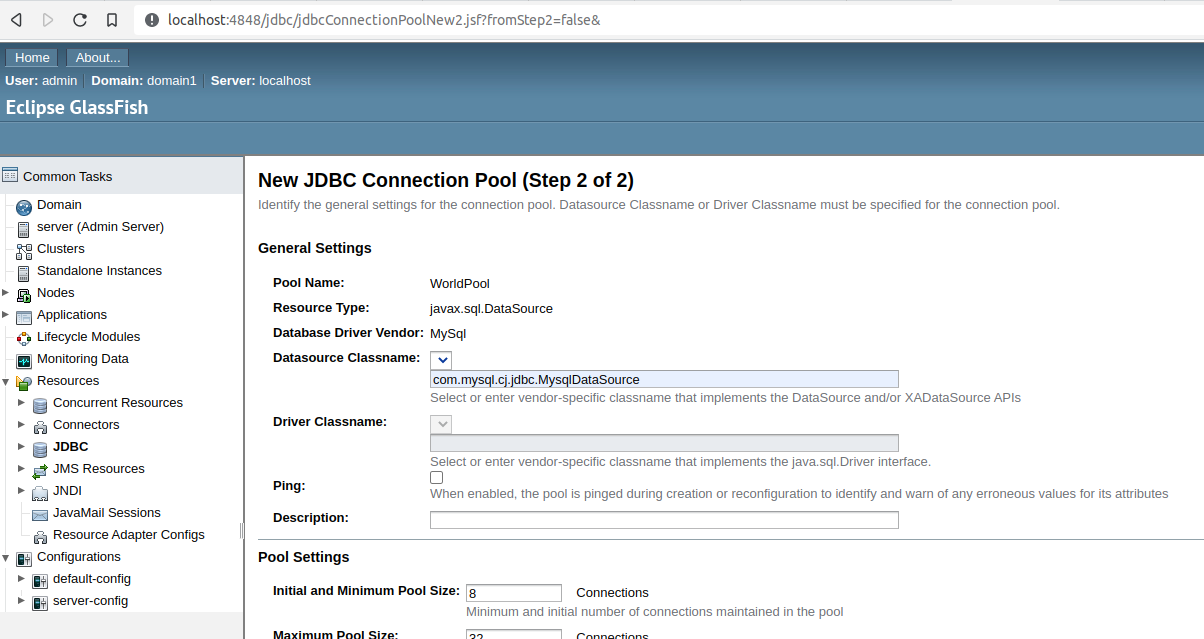 localhost:4848/jdbc/jdbcConnectionPoolNew2.jsf?fromStep2=false&
Home About...
User: admin Domain: domain1 Server: localhost
Eclipse GlassFish
Common Tasks
Domain
server (Admin Server)
Clusters
Standalone Instances
Nodes
Applications
Lifecycle Modules
Monitoring Data
Resources
Concurrent Resources
Connectors
JDBC
JMS Resources
JNDI
JavaMail Sessions
Resource Adapter Configs
Configurations
default-config
server-config
New JDBC Connection Pool (Step 2 of 2)
Identify the general settings for the connection pool. Datasource Classname or Driver Classname must be specified for the connection pool.
General Settings
Pool Name: WorldPool
Resource Type: javax.sql.DataSource
Database Driver Vendor: MySql
Datasource Classname:
com.mysql.cj.jdbc.MysqlDataSource
Select or enter vendor-specific classname that implements the DataSource and/or XADataSource APIs
Driver Classname:
Select or enter vendor-specific classname that implements the java.sql.Driver interface.
Ping:
When enabled, the pool is pinged during creation or reconfiguration to identify and warn of any erroneous values for its attributes
Description:
Pool Settings
Initial and Minimum Pool Size: 8 Connections
Minimum and initial number of connections maintained in the pool
Maximum Pool Size: 32 Connections